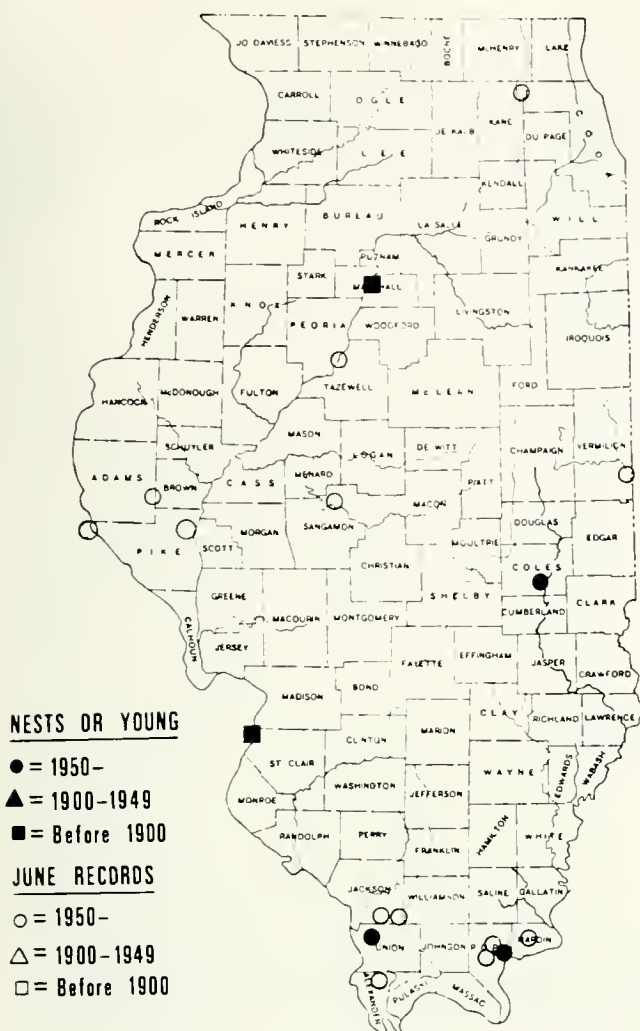 JO DAVIESS STEPHENSON WINNEBAGO BOONE MCHENRY LAKE
CARROLL OGLE KANE COOK
DE KALB DU PAGE
WHITESIDE LEE
KENDALL
ROCK ISLAND BUREAU LA SALLE WILL
HENRY GRUNDY
MERCER PUTNAM
STARK MARSHALL KANKAKEE
HENDERSON WARREN KNOX PEORIA WOODFORD LIVINGSTON IROQUOIS
HANCOCK McDONOUGH FULTON TAZEWELL McLEAN FORD
SCHUYLER MASON LOGAN DE WITT CHAMPAIGN VERMILION
ADAMS BROWN CASS MENARD PIATT
MACON
PIKE SCOTT MORGAN SANGAMON DOUGLAS EDGAR
MOULTRIE
CHRISTIAN COLES
GREENE SHELBY CUMBERLAND CLARK
CALHOUN MACOUPIN MONTGOMERY
JERSEY FAYETTE EFFINGHAM JASPER CRAWFORD
MADISON BOND
CLAY RICHLAND LAWRENCE
CLINTON MARION
ST CLAIR WAYNE EDWARDS WABASH
MONROE WASHINGTON JEFFERSON
RANDOLPH PERRY HAMILTON WHITE
FRANKLIN
JACKSON WILLIAMSON SALINE GALLATIN
UNION JOHNSON HARDIN
ALEXANDER PULASKI MASSAC
NESTS OR YOUNG
● = 1950-
▲ = 1900-1949
■ = Before 1900
JUNE RECORDS
○ = 1950-
△ = 1900-1949
□ = Before 1900